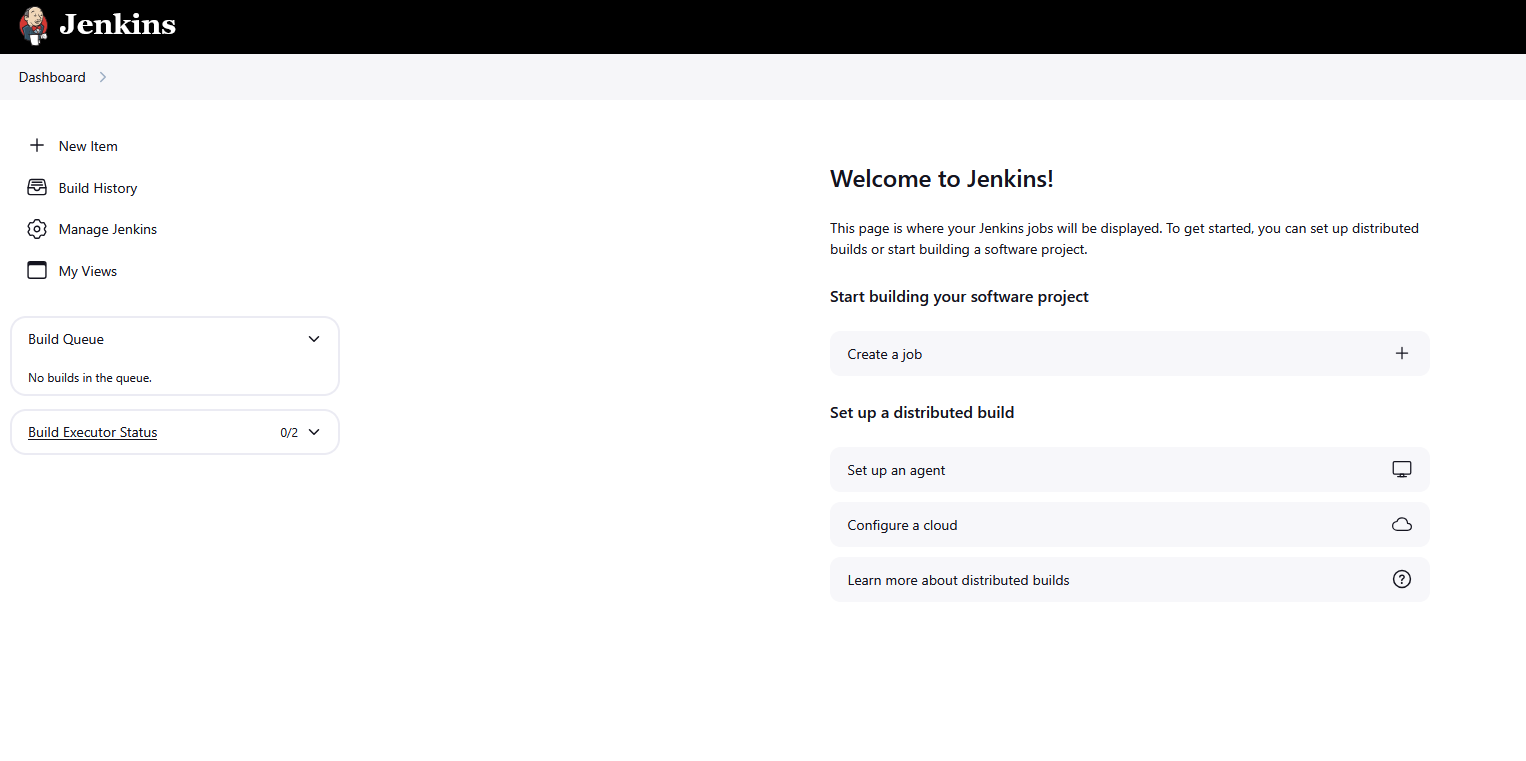 Jenkins
Dashboard
New Item
Build History
Manage Jenkins
My Views
Build Queue
No builds in the queue.
Build Executor Status 0/2
Welcome to Jenkins!
This page is where your Jenkins jobs will be displayed. To get started, you can set up distributed
builds or start building a software project.
Start building your software project
Create a job
Set up a distributed build
Set up an agent
Configure a cloud
Learn more about distributed builds